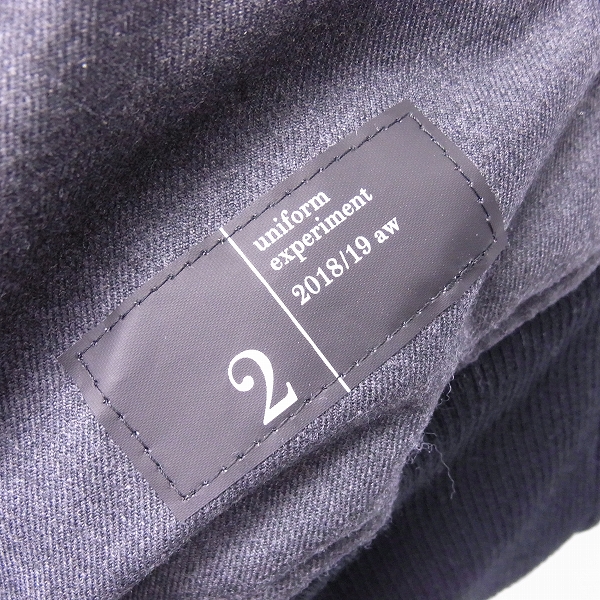 2
uniform
experiment
2018/19 aw